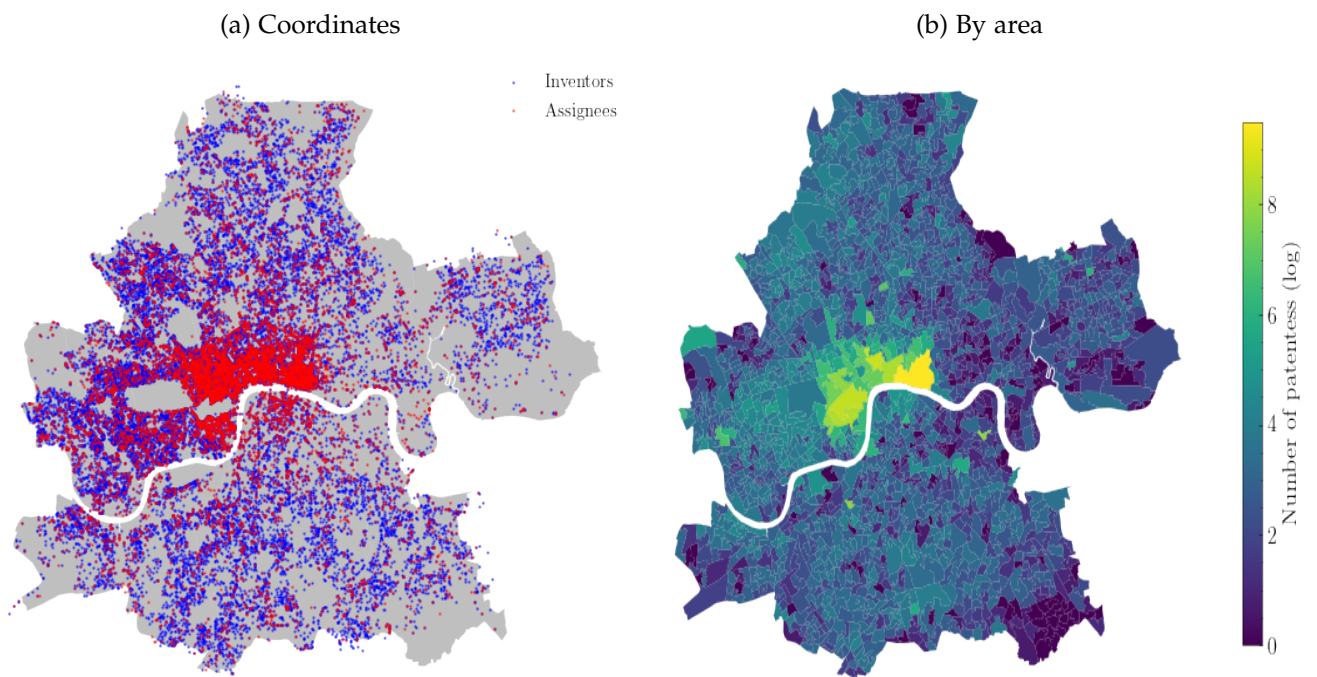 (a) Coordinates
Inventors
Assignees
(b) By area
8
6
4
2
0
Number of patentess (log)